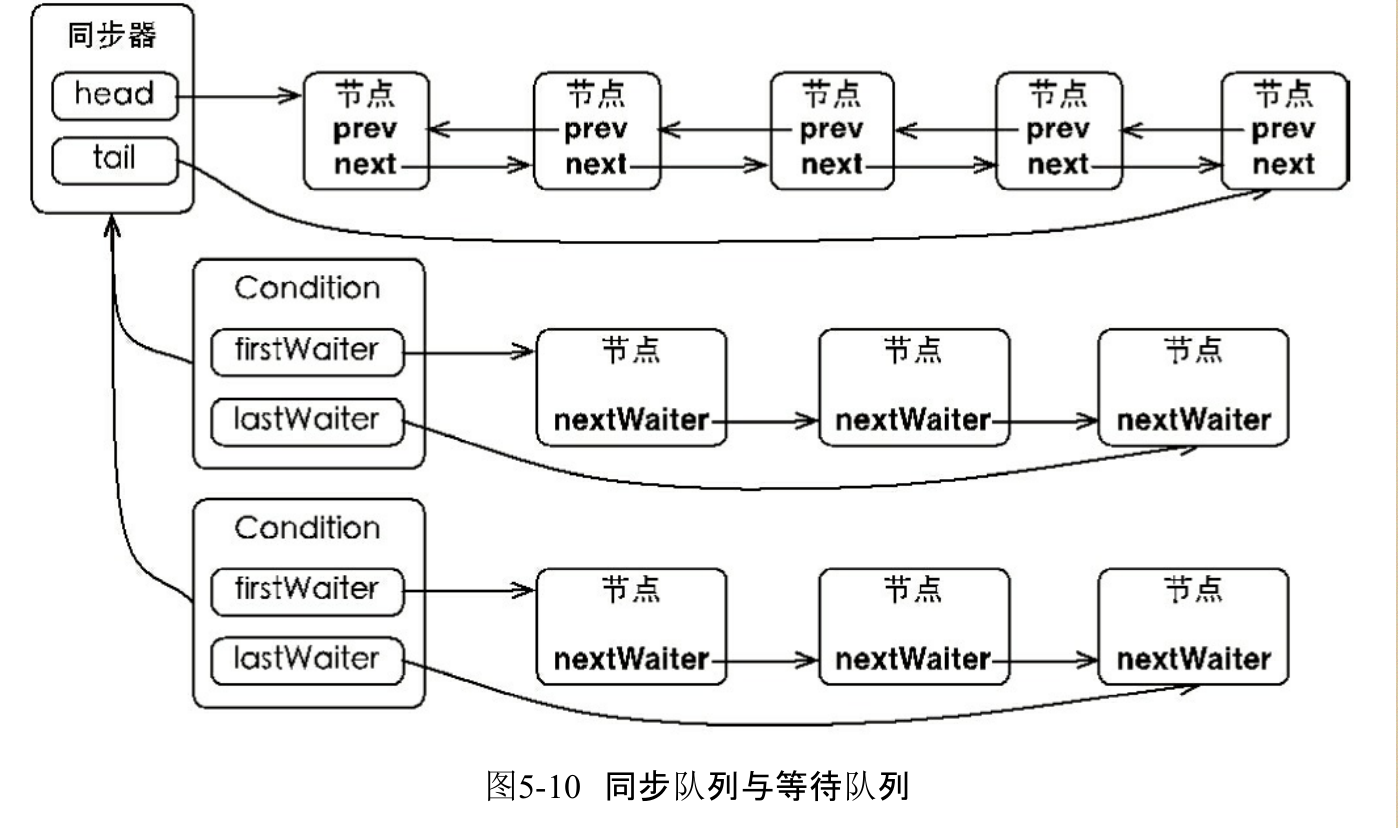 同步器
head
tail
节点
prev
next
节点
prev
next
节点
prev
next
节点
prev
next
节点
prev
next
Condition
firstWaiter
lastWaiter
节点
nextWaiter
节点
nextWaiter
节点
nextWaiter
Condition
firstWaiter
lastWaiter
节点
nextWaiter
节点
nextWaiter
节点
nextWaiter
图5-10 同步队列与等待队列